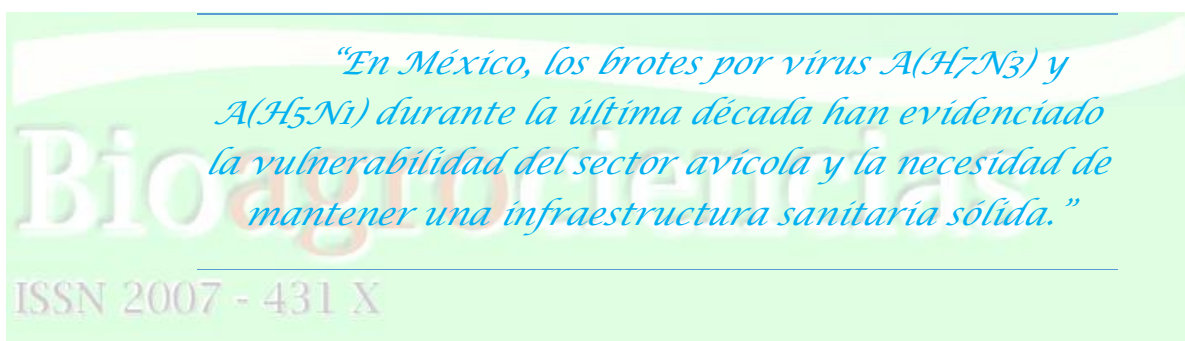 “En México, los brotes por virus A(H7N3) y
A(H5N1) durante la última década han evidenciado
la vulnerabilidad del sector avícola y la necesidad de
mantener una infraestructura sanitaria sólida.”
Bioagrociencias
ISSN 2007 - 431 X